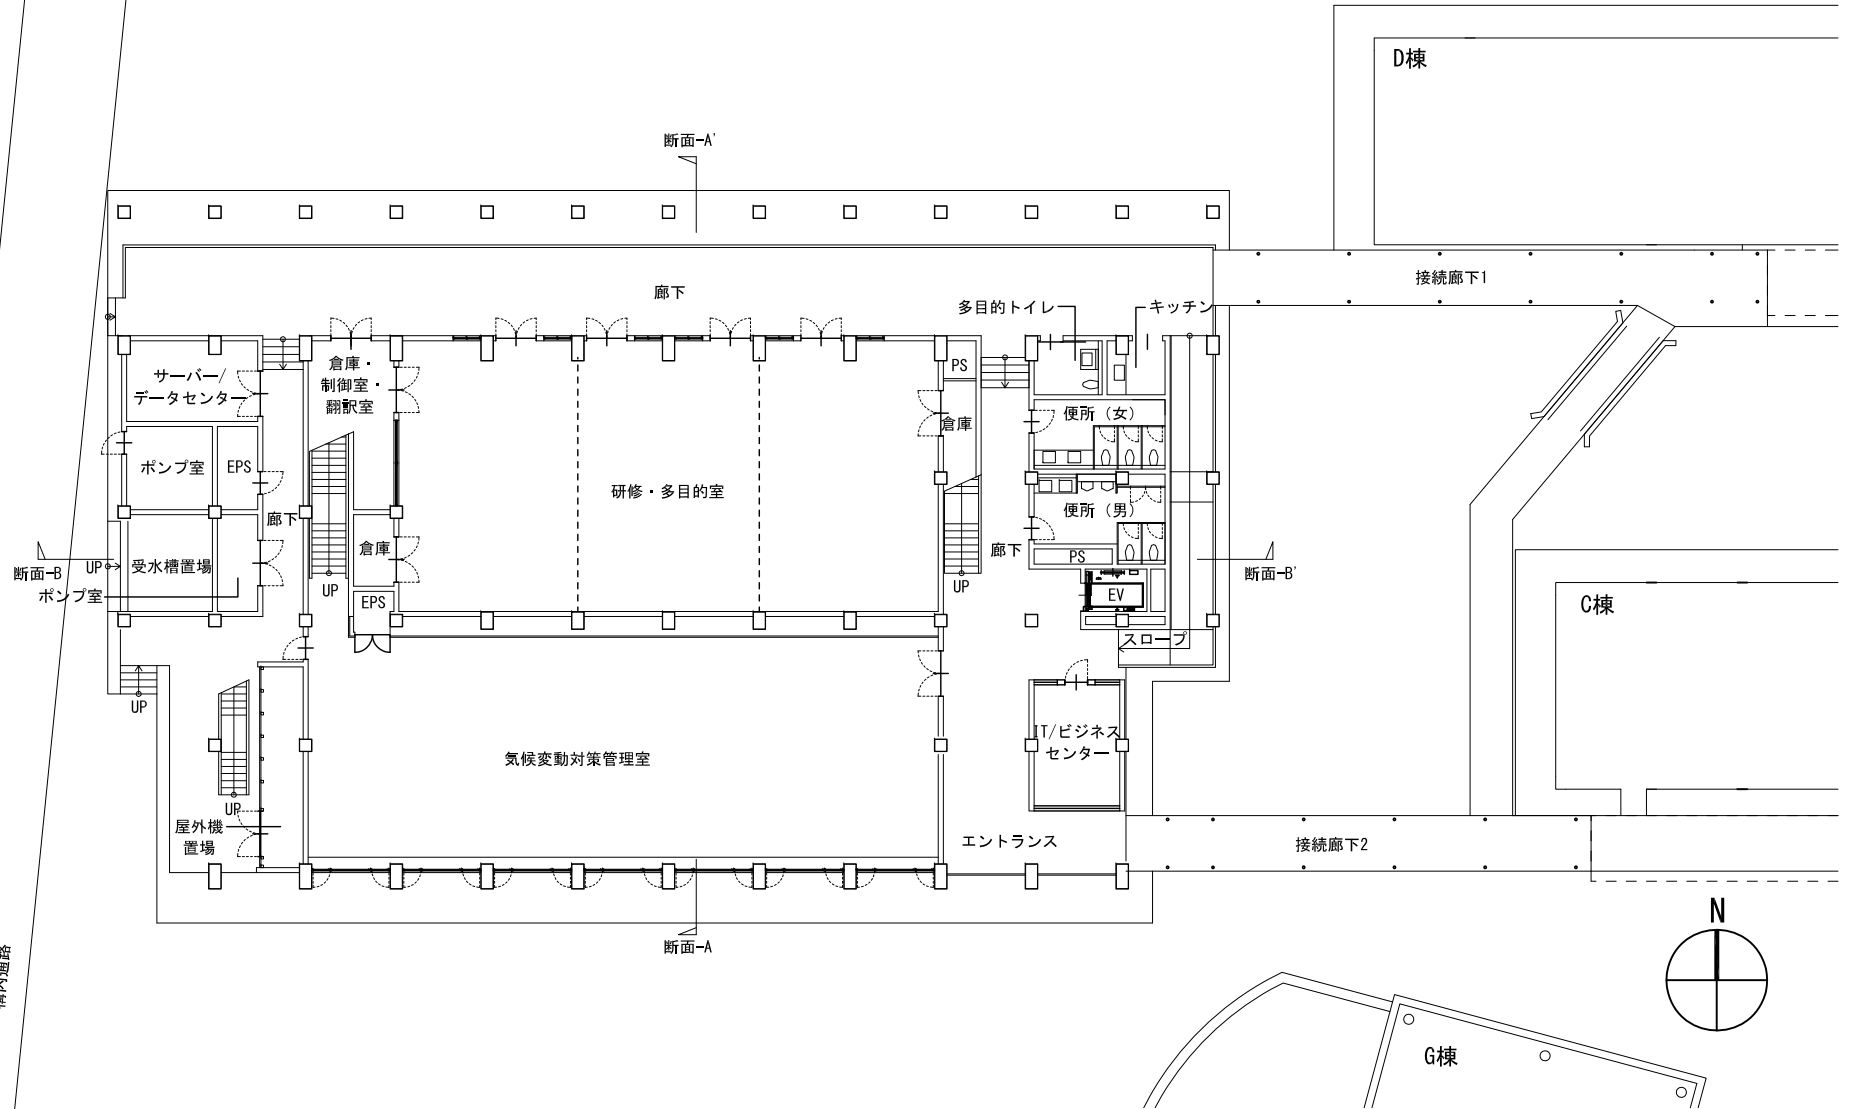 D棟
断面-A'
接続廊下1
廊下
多目的トイレ
キッチン
倉庫・
制御室・
翻訳室
サーバー/
データセンター
PS
倉庫
便所（女）
ポンプ室
EPS
研修・多目的室
便所（男）
廊下
倉庫
廊下
PS
断面-B
UP
受水槽置場
断面-B'
ポンプ室
UP
UP
EPS
EV
C棟
スロープ
UP
IT/ビジネス
センター
気候変動対策管理室
UP
屋外機
置場
エントランス
接続廊下2
断面-A
N
構内通路
G棟